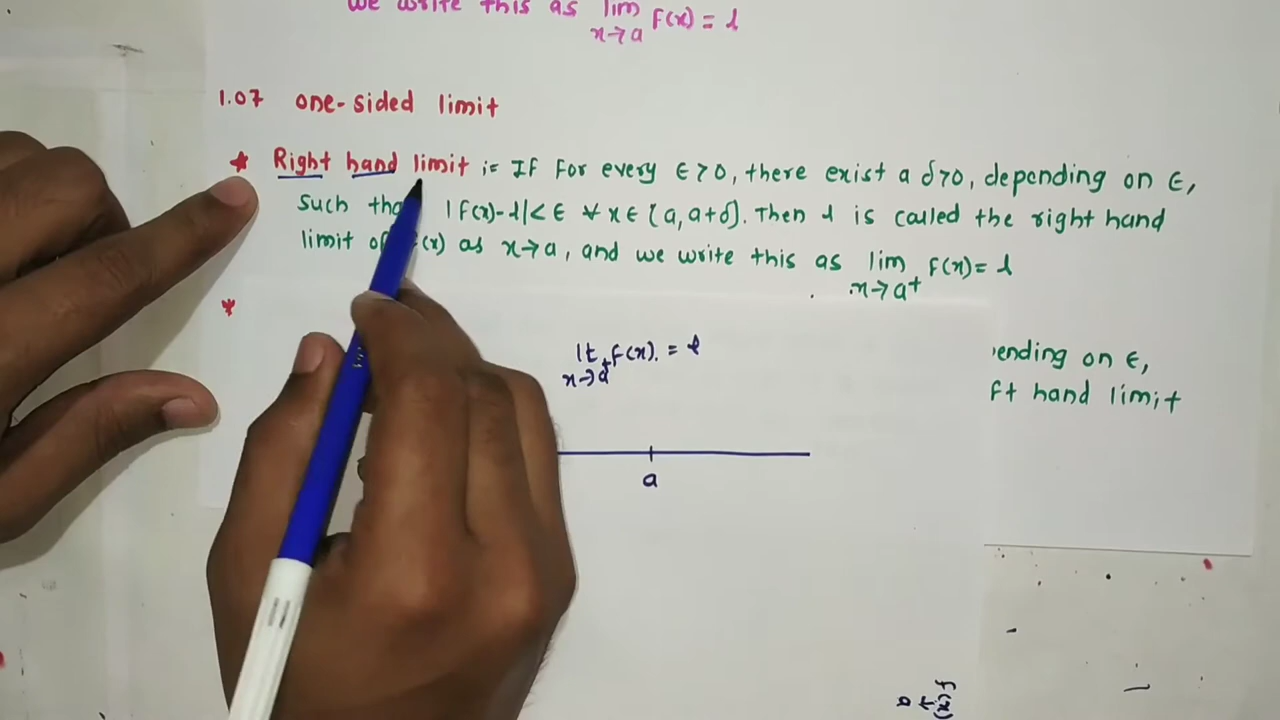 we write this as lim F(x) = l
x→a
1.07 one-sided limit
* Right hand limit := If For every ε>0, there exist a δ>0, depending on ε,
Such tha |F(x)-l|<ε ∀ x∈[a, a+δ]. Then l is called the right hand
limit of (x) as x→a, and we write this as lim F(x)= l
x→a+
*
lt F(x). = l
x→a+
ending on ε,
Ft hand limit
a
f(x)
a